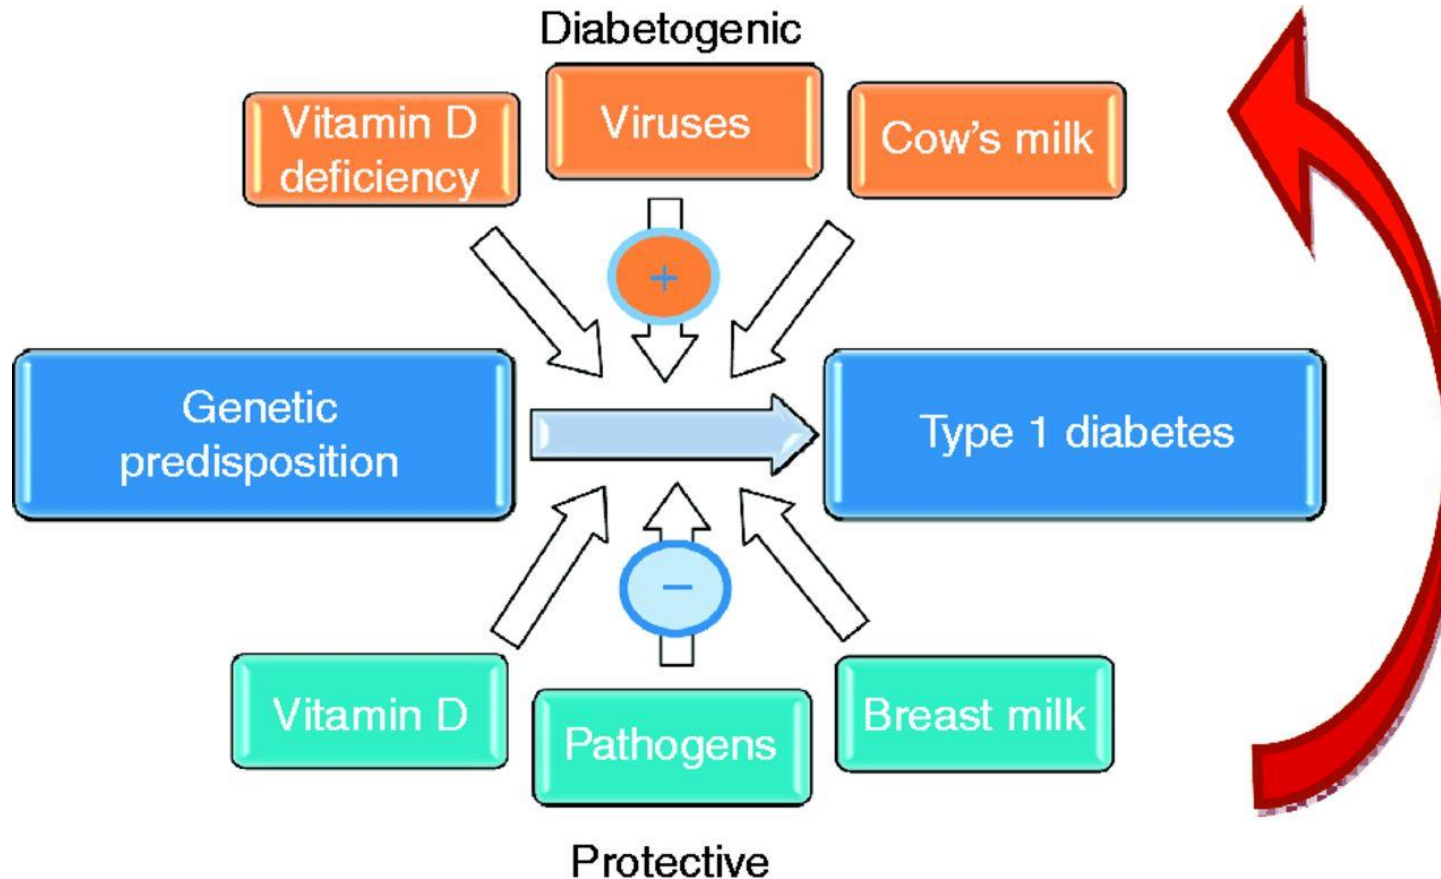 Diabetogenic
Vitamin D
deficiency
Viruses
Cow's milk
+
Genetic
predisposition
Type 1 diabetes
−
Vitamin D
Pathogens
Breast milk
Protective